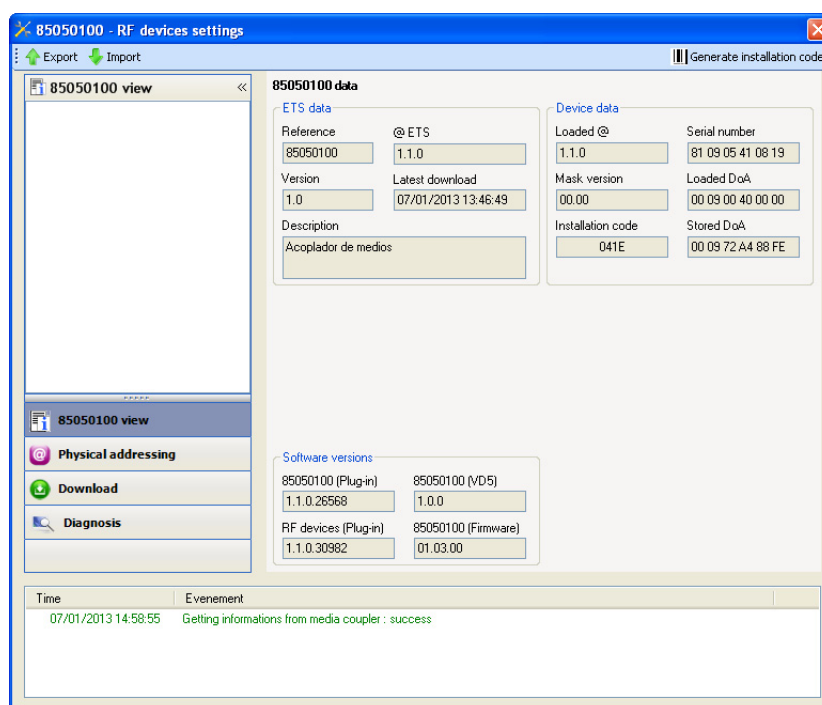 85050100 - RF devices settings
Export Import Generate installation code
85050100 view «
85050100 data
ETS data
Reference @ ETS
85050100 1.1.0
Version Latest download
1.0 07/01/2013 13:46:49
Description
Acoplador de medios
Device data
Loaded @ Serial number
1.1.0 81 09 05 41 08 19
Mask version Loaded DoA
00.00 00 09 00 40 00 00
Installation code Stored DoA
041E 00 09 72 A4 88 FE
85050100 view
Physical addressing
Download
Diagnosis
Software versions
85050100 (Plug-in) 85050100 (VD5)
1.1.0.26568 1.0.0
RF devices (Plug-in) 85050100 (Firmware)
1.1.0.30982 01.03.00
Time Evenement
07/01/2013 14:58:55 Getting informations from media coupler : success